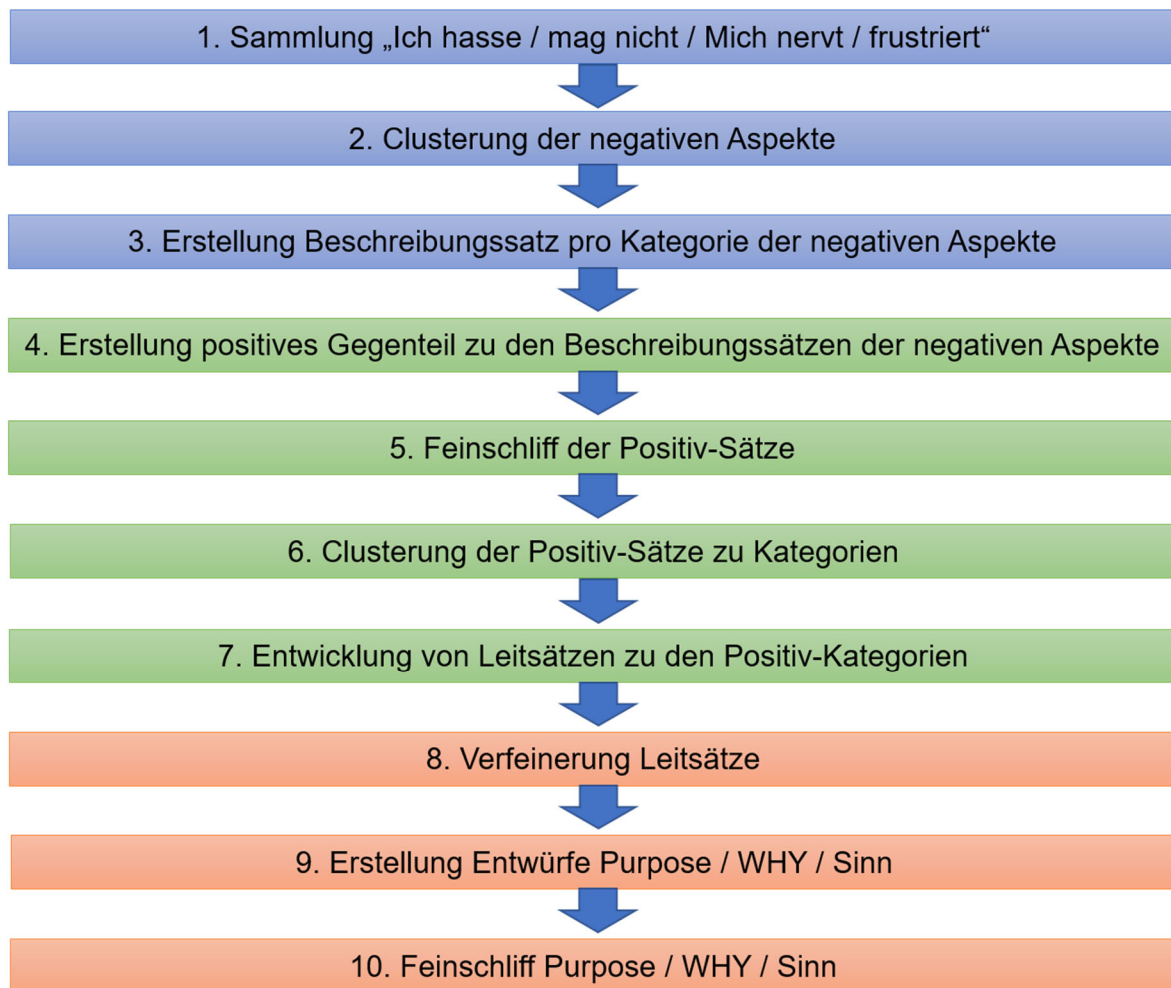 1. Sammlung „Ich hasse / mag nicht / Mich nervt / frustriert“
2. Clusterung der negativen Aspekte
3. Erstellung Beschreibungssatz pro Kategorie der negativen Aspekte
4. Erstellung positives Gegenteil zu den Beschreibungssätzen der negativen Aspekte
5. Feinschliff der Positiv-Sätze
6. Clusterung der Positiv-Sätze zu Kategorien
7. Entwicklung von Leitsätzen zu den Positiv-Kategorien
8. Verfeinerung Leitsätze
9. Erstellung Entwürfe Purpose / WHY / Sinn
10. Feinschliff Purpose / WHY / Sinn